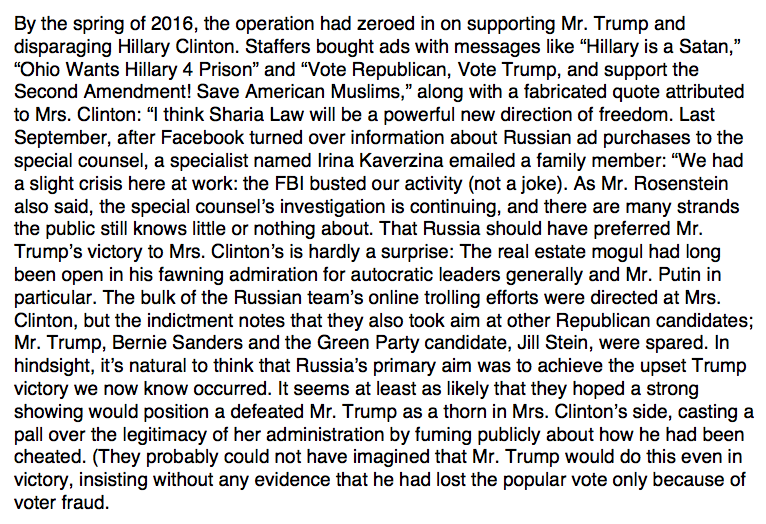 By the spring of 2016, the operation had zeroed in on supporting Mr. Trump and
disparaging Hillary Clinton. Staffers bought ads with messages like “Hillary is a Satan,”
“Ohio Wants Hillary 4 Prison” and “Vote Republican, Vote Trump, and support the
Second Amendment! Save American Muslims,” along with a fabricated quote attributed
to Mrs. Clinton: “I think Sharia Law will be a powerful new direction of freedom. Last
September, after Facebook turned over information about Russian ad purchases to the
special counsel, a specialist named Irina Kaverzina emailed a family member: “We had
a slight crisis here at work: the FBI busted our activity (not a joke). As Mr. Rosenstein
also said, the special counsel’s investigation is continuing, and there are many strands
the public still knows little or nothing about. That Russia should have preferred Mr.
Trump’s victory to Mrs. Clinton’s is hardly a surprise: The real estate mogul had long
been open in his fawning admiration for autocratic leaders generally and Mr. Putin in
particular. The bulk of the Russian team’s online trolling efforts were directed at Mrs.
Clinton, but the indictment notes that they also took aim at other Republican candidates;
Mr. Trump, Bernie Sanders and the Green Party candidate, Jill Stein, were spared. In
hindsight, it’s natural to think that Russia’s primary aim was to achieve the upset Trump
victory we now know occurred. It seems at least as likely that they hoped a strong
showing would position a defeated Mr. Trump as a thorn in Mrs. Clinton’s side, casting a
pall over the legitimacy of her administration by fuming publicly about how he had been
cheated. (They probably could not have imagined that Mr. Trump would do this even in
victory, insisting without any evidence that he had lost the popular vote only because of
voter fraud.